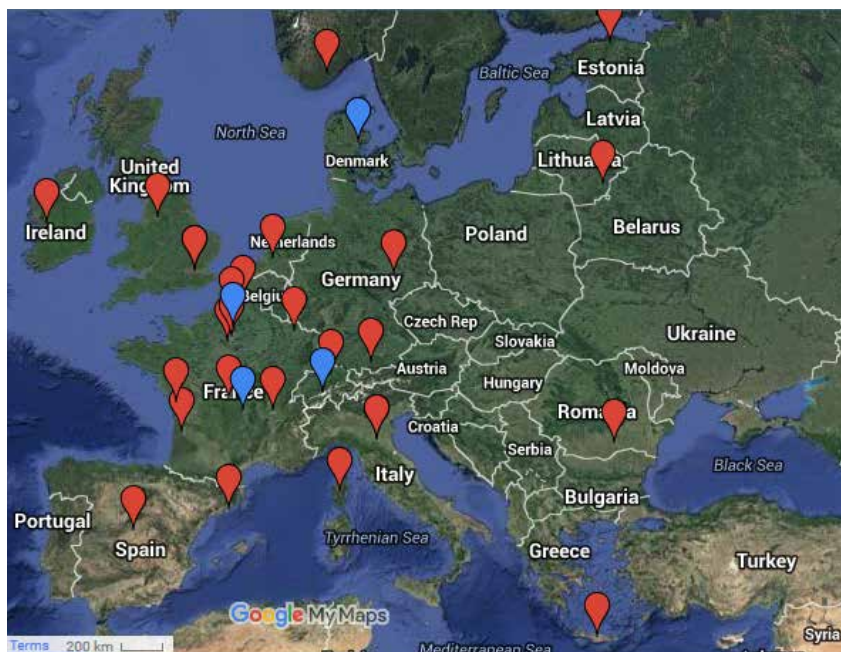 Estonia
Baltic Sea
Latvia
North Sea
Denmark
Lithuania
United
Kingdom
Belarus
Ireland
Netherlands
Poland
Germany
Belgiu
Czech Rep
Ukraine
Slovakia
Moldova
Austria
Hungary
France
Romania
Croatia
Serbia
Italy
Black Sea
Bulgaria
Portugal
Spain
Tyrrhenian Sea
Greece
Turkey
Google My Maps
Syria
Terms 200 km
Mediterranean Sea